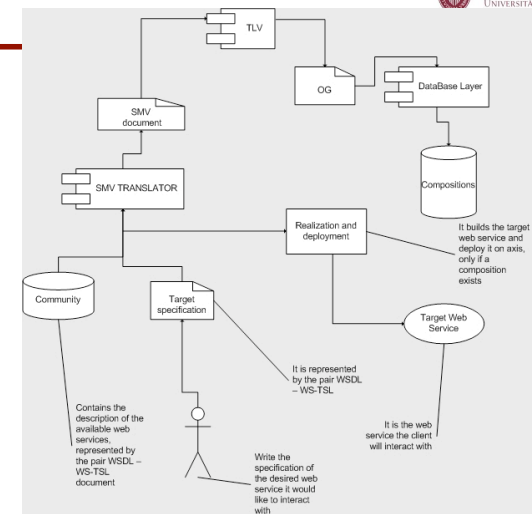 UNIVERSITÀ
TLV
OG
DataBase Layer
SMV
document
Compositions
SMV TRANSLATOR
Realization and
deployment
It builds the target
web service and
deploy it on axis,
only if a
composition
exists
Community
Target
specification
Target Web
Service
It is represented
by the pair WSDL
– WS-TSL
Contains the
description of the
available web
services,
represented by
the pair WSDL –
WS-TSL
document
It is the web
service the client
will interact with
Write the
specification of
the desired web
service it would
like to interact
with